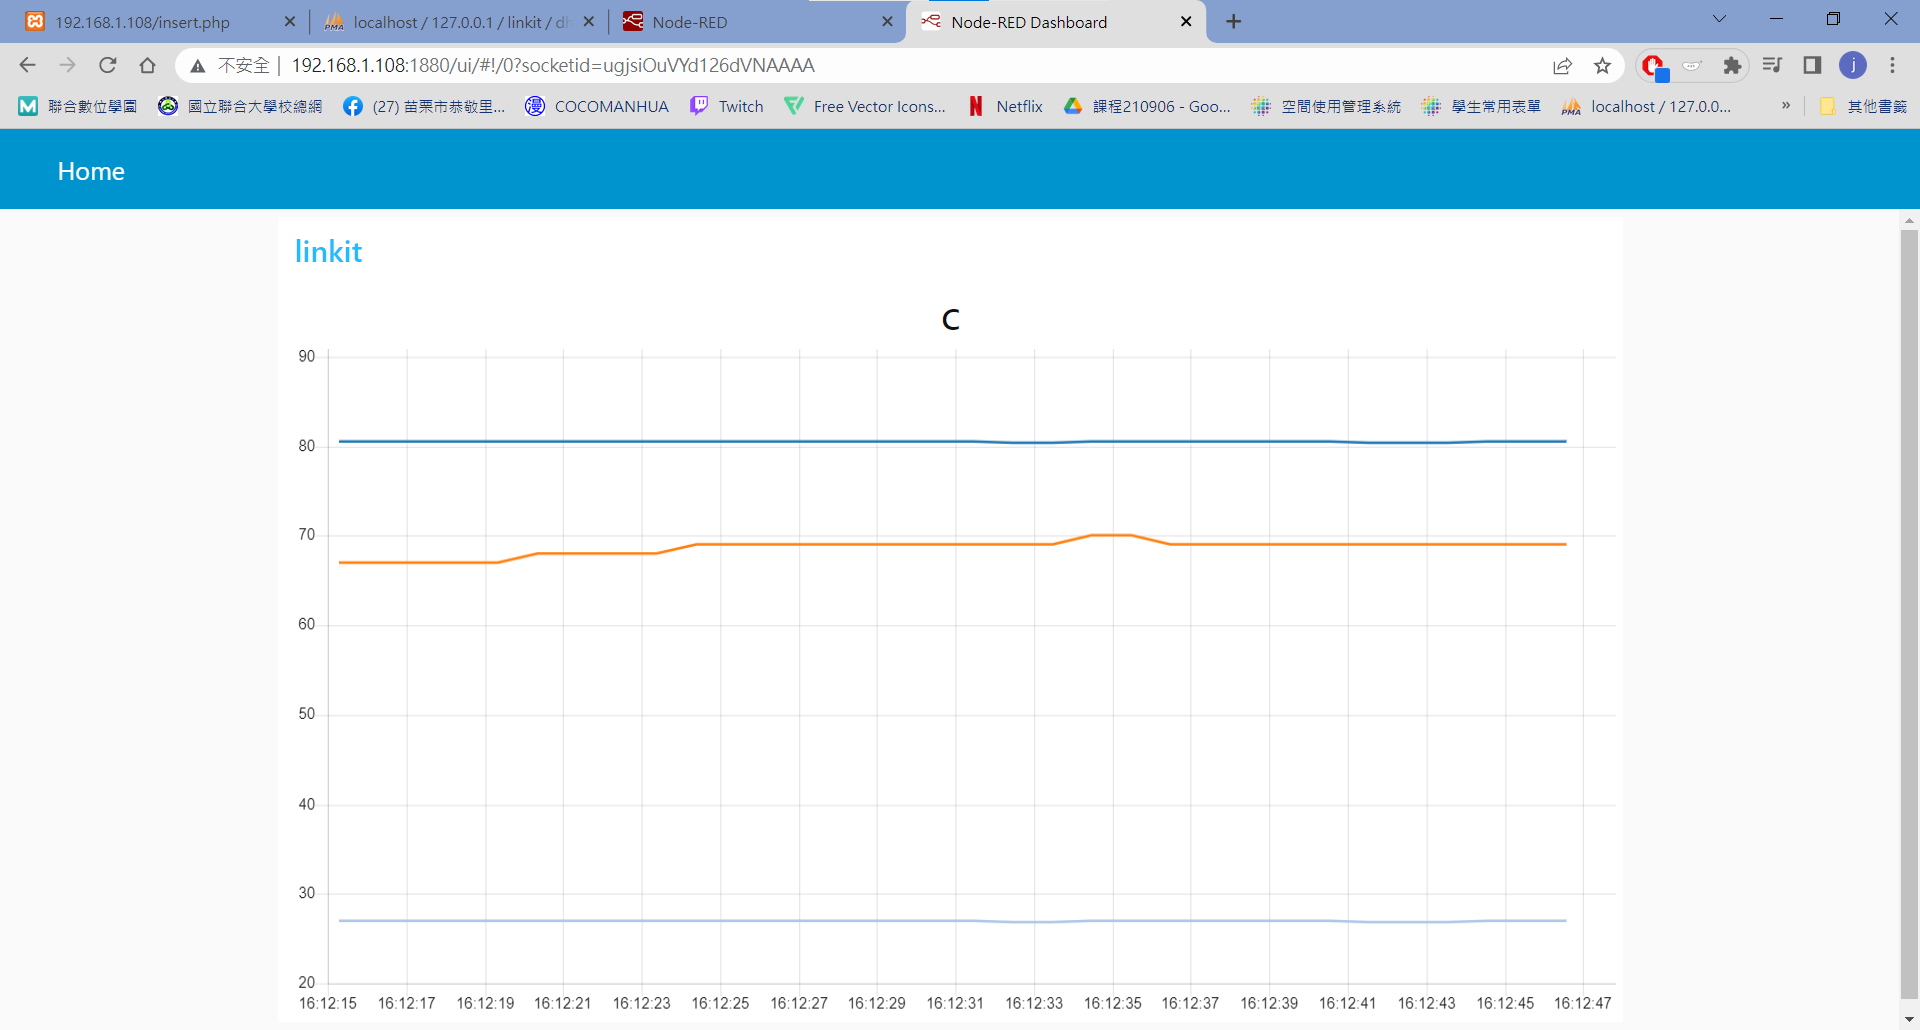 192.168.1.108/insert.php
localhost / 127.0.0.1 / linkit / dh
Node-RED
Node-RED Dashboard
不安全 192.168.1.108:1880/ui/#!/0?socketid=ugjsiOuVYd126dVNAAAA
j
聯合數位學園
國立聯合大學校總網
(27) 苗栗市恭敬里...
COCOMANHUA
Twitch
Free Vector Icons...
Netflix
課程210906 - Goo...
空間使用管理系統
學生常用表單
localhost / 127.0.0...
»
其他書籤
Home
linkit
C
90
80
70
60
50
40
30
20
16:12:15 16:12:17 16:12:19 16:12:21 16:12:23 16:12:25 16:12:27 16:12:29 16:12:31 16:12:33 16:12:35 16:12:37 16:12:39 16:12:41 16:12:43 16:12:45 16:12:47